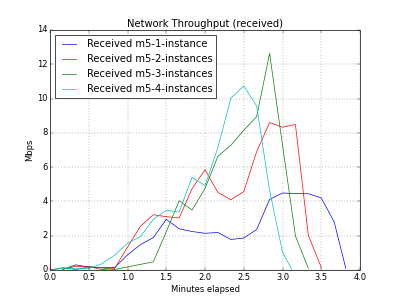 Network Throughput (received)
14
12
10
8
6
4
2
0
Mbps
Received m5-1-instance
Received m5-2-instances
Received m5-3-instances
Received m5-4-instances
0.0 0.5 1.0 1.5 2.0 2.5 3.0 3.5 4.0
Minutes elapsed